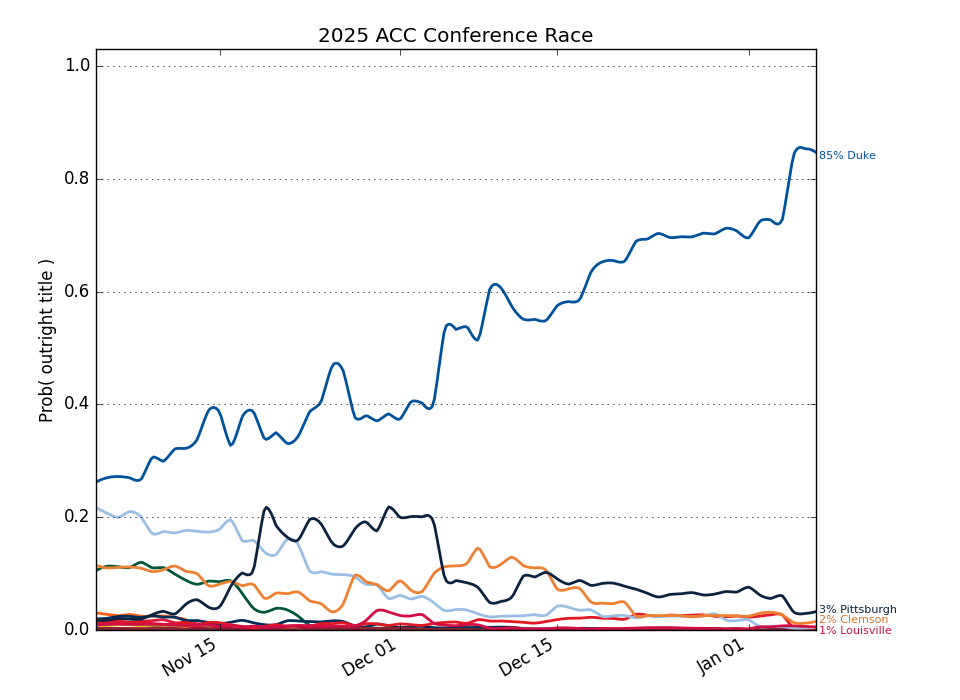 2025 ACC Conference Race
Prob( outright title )
1.0
0.8
0.6
0.4
0.2
0.0
85% Duke
3% Pittsburgh
2% Clemson
1% Louisville
Nov 15
Dec 01
Dec 15
Jan 01